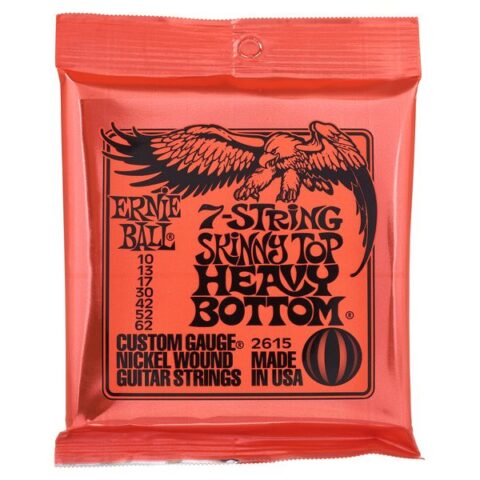 ERNIE
BALL®
10
13
17
30
42
52
62
7-STRING
SKINNY TOP
HEAVY
BOTTOM®
CUSTOM GAUGE®
NICKEL WOUND
GUITAR STRINGS
2615
MADE
IN USA